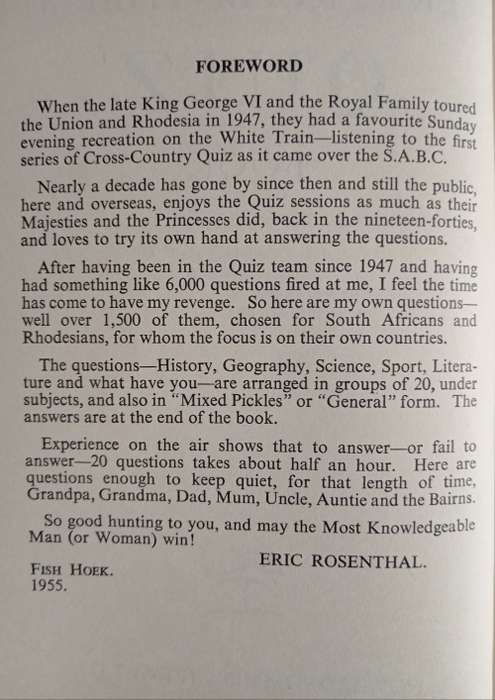 FOREWORD
When the late King George VI and the Royal Family toured
the Union and Rhodesia in 1947, they had a favourite Sunday
evening recreation on the White Train—listening to the first
series of Cross-Country Quiz as it came over the S.A.B.C.
Nearly a decade has gone by since then and still the public,
here and overseas, enjoys the Quiz sessions as much as their
Majesties and the Princesses did, back in the nineteen-forties,
and loves to try its own hand at answering the questions.
After having been in the Quiz team since 1947 and having
had something like 6,000 questions fired at me, I feel the time
has come to have my revenge. So here are my own questions—
well over 1,500 of them, chosen for South Africans and
Rhodesians, for whom the focus is on their own countries.
The questions—History, Geography, Science, Sport, Litera-
ture and what have you—are arranged in groups of 20, under
subjects, and also in “Mixed Pickles” or “General” form. The
answers are at the end of the book.
Experience on the air shows that to answer—or fail to
answer—20 questions takes about half an hour. Here are
questions enough to keep quiet, for that length of time,
Grandpa, Grandma, Dad, Mum, Uncle, Auntie and the Bairns.
So good hunting to you, and may the Most Knowledgeable
Man (or Woman) win!
ERIC ROSENTHAL.
FISH HOEK.
1955.